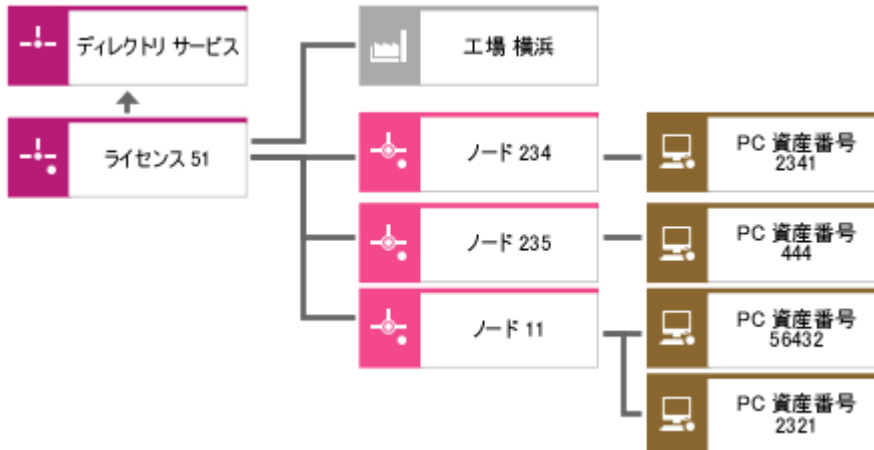 ディレクトリ サービス
工場 横浜
ライセンス 51
ノード 234
PC 資産番号
2341
ノード 235
PC 資産番号
444
ノード 11
PC 資産番号
56432
PC 資産番号
2321